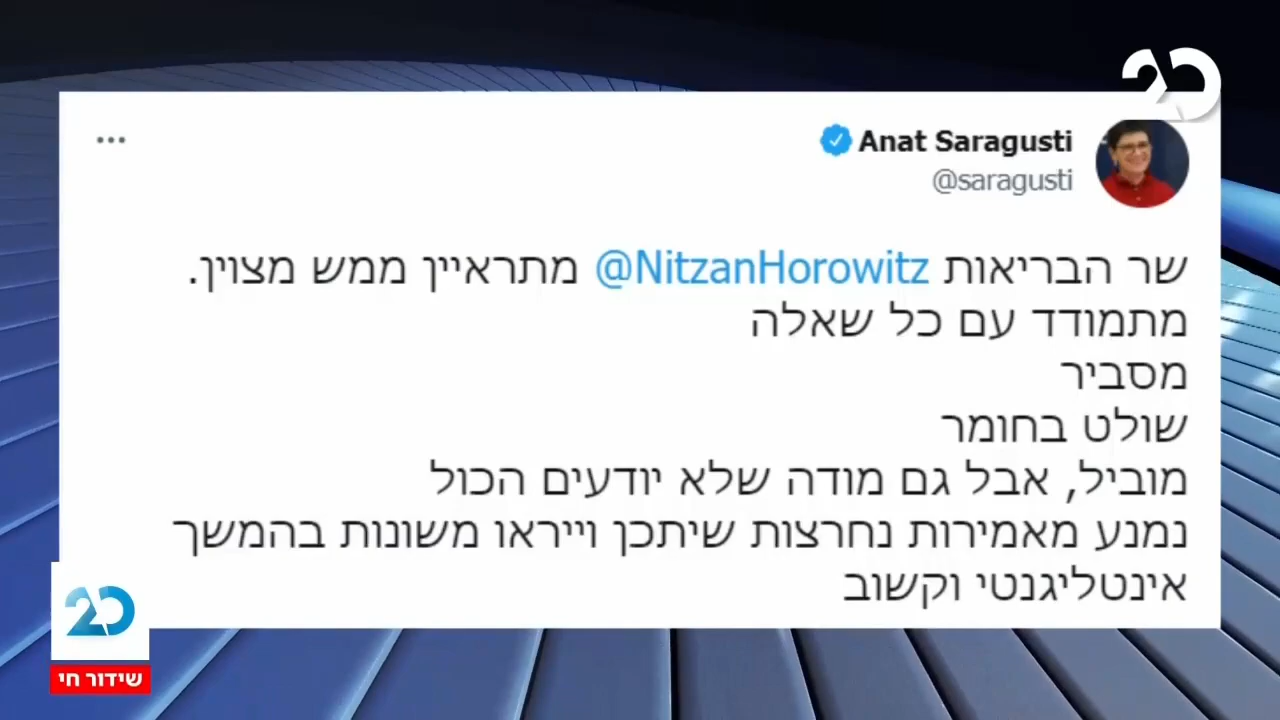 20
Anat Saragusti
@saragusti
שר הבריאות @NitzanHorowitz מתראיין ממש מצוין.
מתמודד עם כל שאלה
מסביר
שולט בחומר
מוביל, אבל גם מודה שלא יודעים הכול
נמנע מאמירות נחרצות שיתכן וייראו משונות בהמשך
אינטליגנטי וקשוב
20
שידור חי